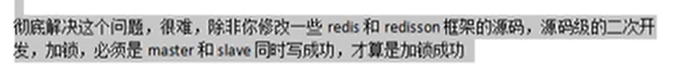 彻底解决这个问题，很难，除非你修改一些 redis 和 redisson 框架的源码，源码级的二次开
发，加锁，必须是 master 和 slave 同时写成功，才算是加锁成功